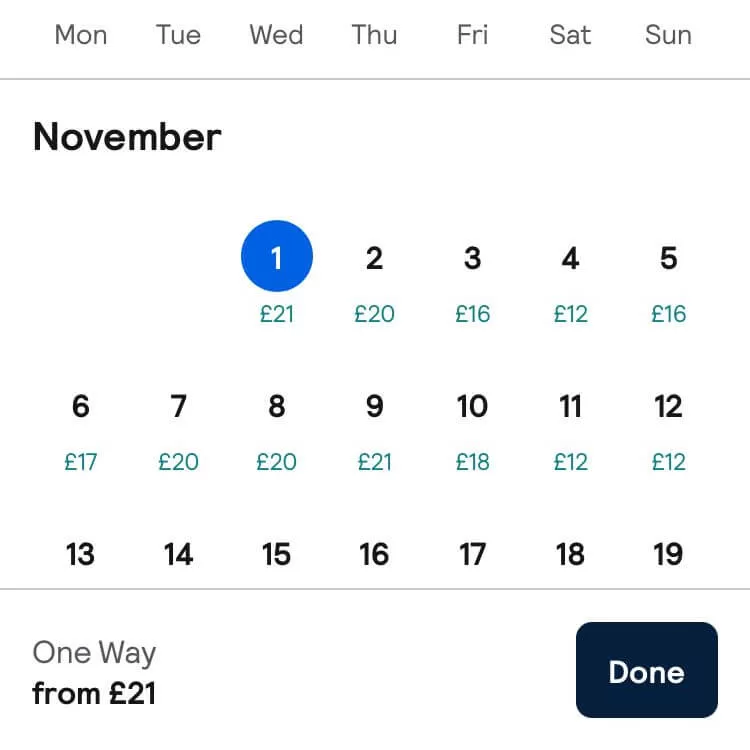 Mon Tue Wed Thu Fri Sat Sun
November
1 2 3 4 5
£21 £20 £16 £12 £16
6 7 8 9 10 11 12
£17 £20 £20 £21 £18 £12 £12
13 14 15 16 17 18 19
One Way
from £21
Done